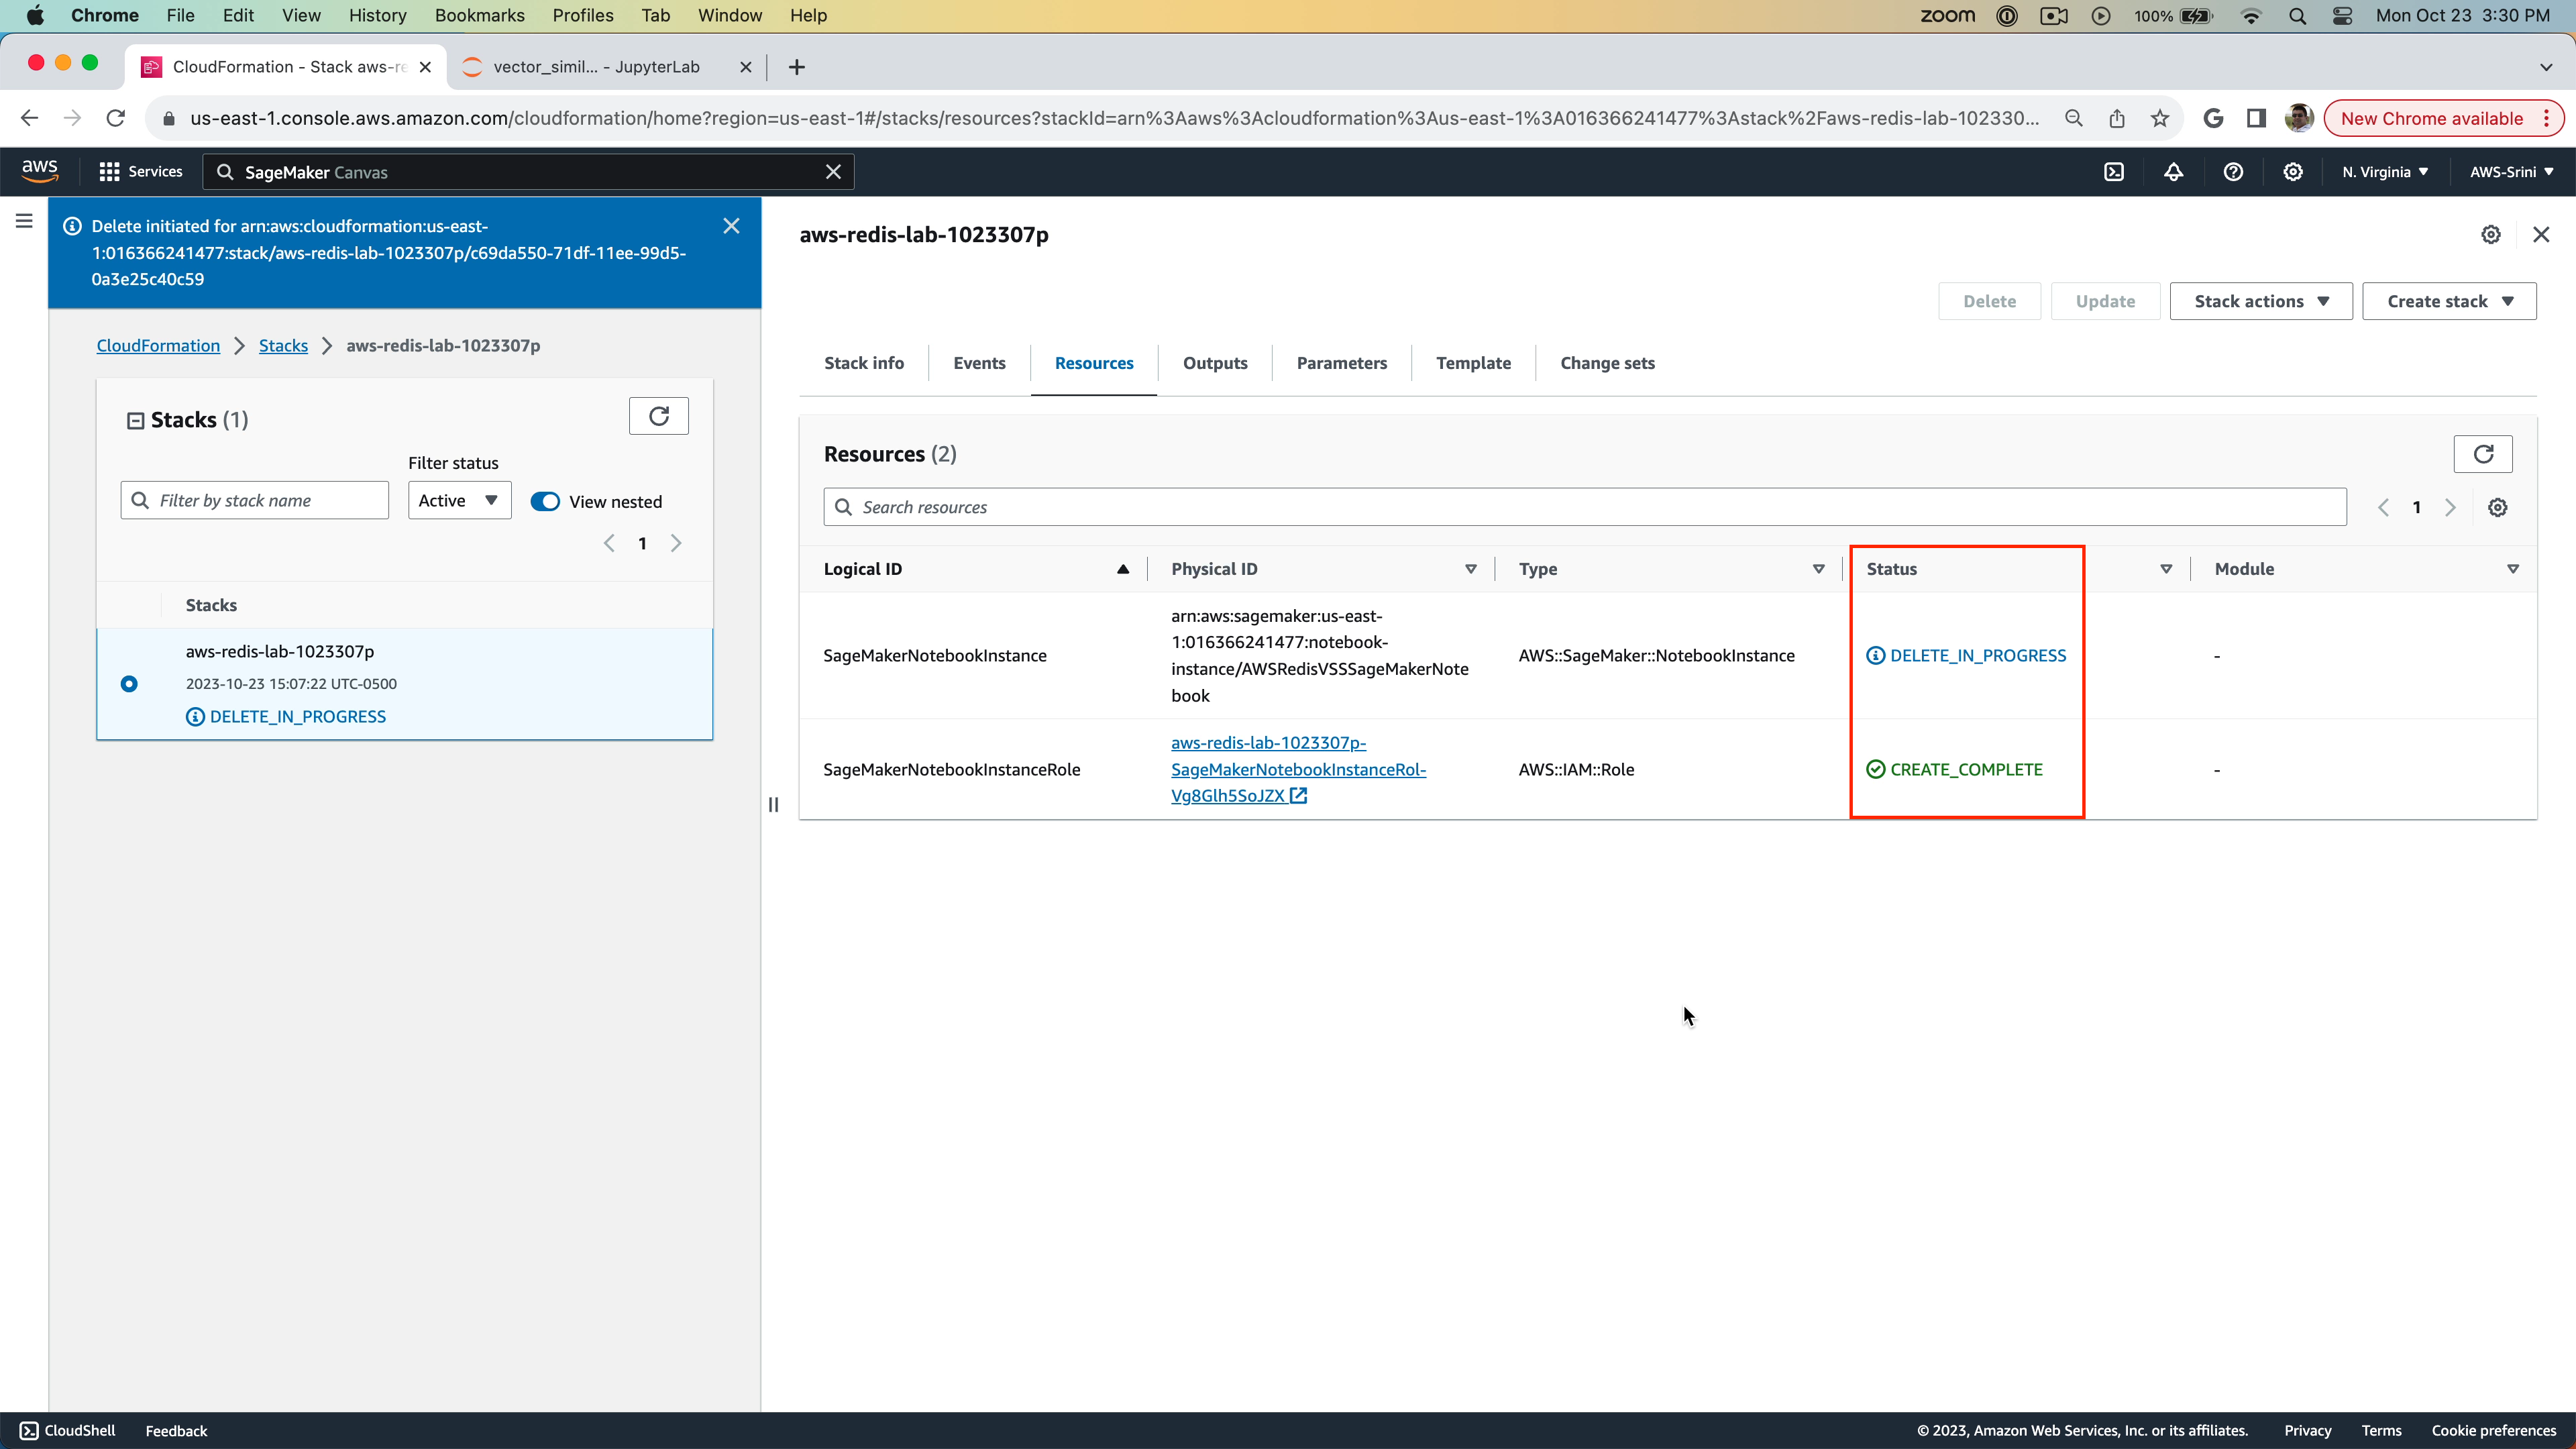 Chrome File Edit View History Bookmarks Profiles Tab Window Help
zoom 100% Mon Oct 23 3:30 PM
CloudFormation - Stack aws-re
vector_simil... - JupyterLab
us-east-1.console.aws.amazon.com/cloudformation/home?region=us-east-1#/stacks/resources?stackId=arn%3Aaws%3Acloudformation%3Aus-east-1%3A016366241477%3Astack%2Faws-redis-lab-102330...
New Chrome available
aws
Services
SageMaker Canvas
N. Virginia
AWS-Srini
Delete initiated for arn:aws:cloudformation:us-east-
1:016366241477:stack/aws-redis-lab-1023307p/c69da550-71df-11ee-99d5-
0a3e25c40c59
CloudFormation
Stacks
aws-redis-lab-1023307p
Stacks (1)
Filter status
Filter by stack name
Active
View nested
1
Stacks
aws-redis-lab-1023307p
2023-10-23 15:07:22 UTC-0500
DELETE_IN_PROGRESS
aws-redis-lab-1023307p
Delete
Update
Stack actions
Create stack
Stack info
Events
Resources
Outputs
Parameters
Template
Change sets
Resources (2)
Search resources
1
Logical ID
Physical ID
Type
Status
Module
SageMakerNotebookInstance
arn:aws:sagemaker:us-east-
1:016366241477:notebook-
instance/AWSRedisVSSSageMakerNote
book
AWS::SageMaker::NotebookInstance
DELETE_IN_PROGRESS
-
SageMakerNotebookInstanceRole
aws-redis-lab-1023307p-
SageMakerNotebookInstanceRol-
Vg8Glh5SoJZX
AWS::IAM::Role
CREATE_COMPLETE
-
CloudShell
Feedback
© 2023, Amazon Web Services, Inc. or its affiliates.
Privacy
Terms
Cookie preferences